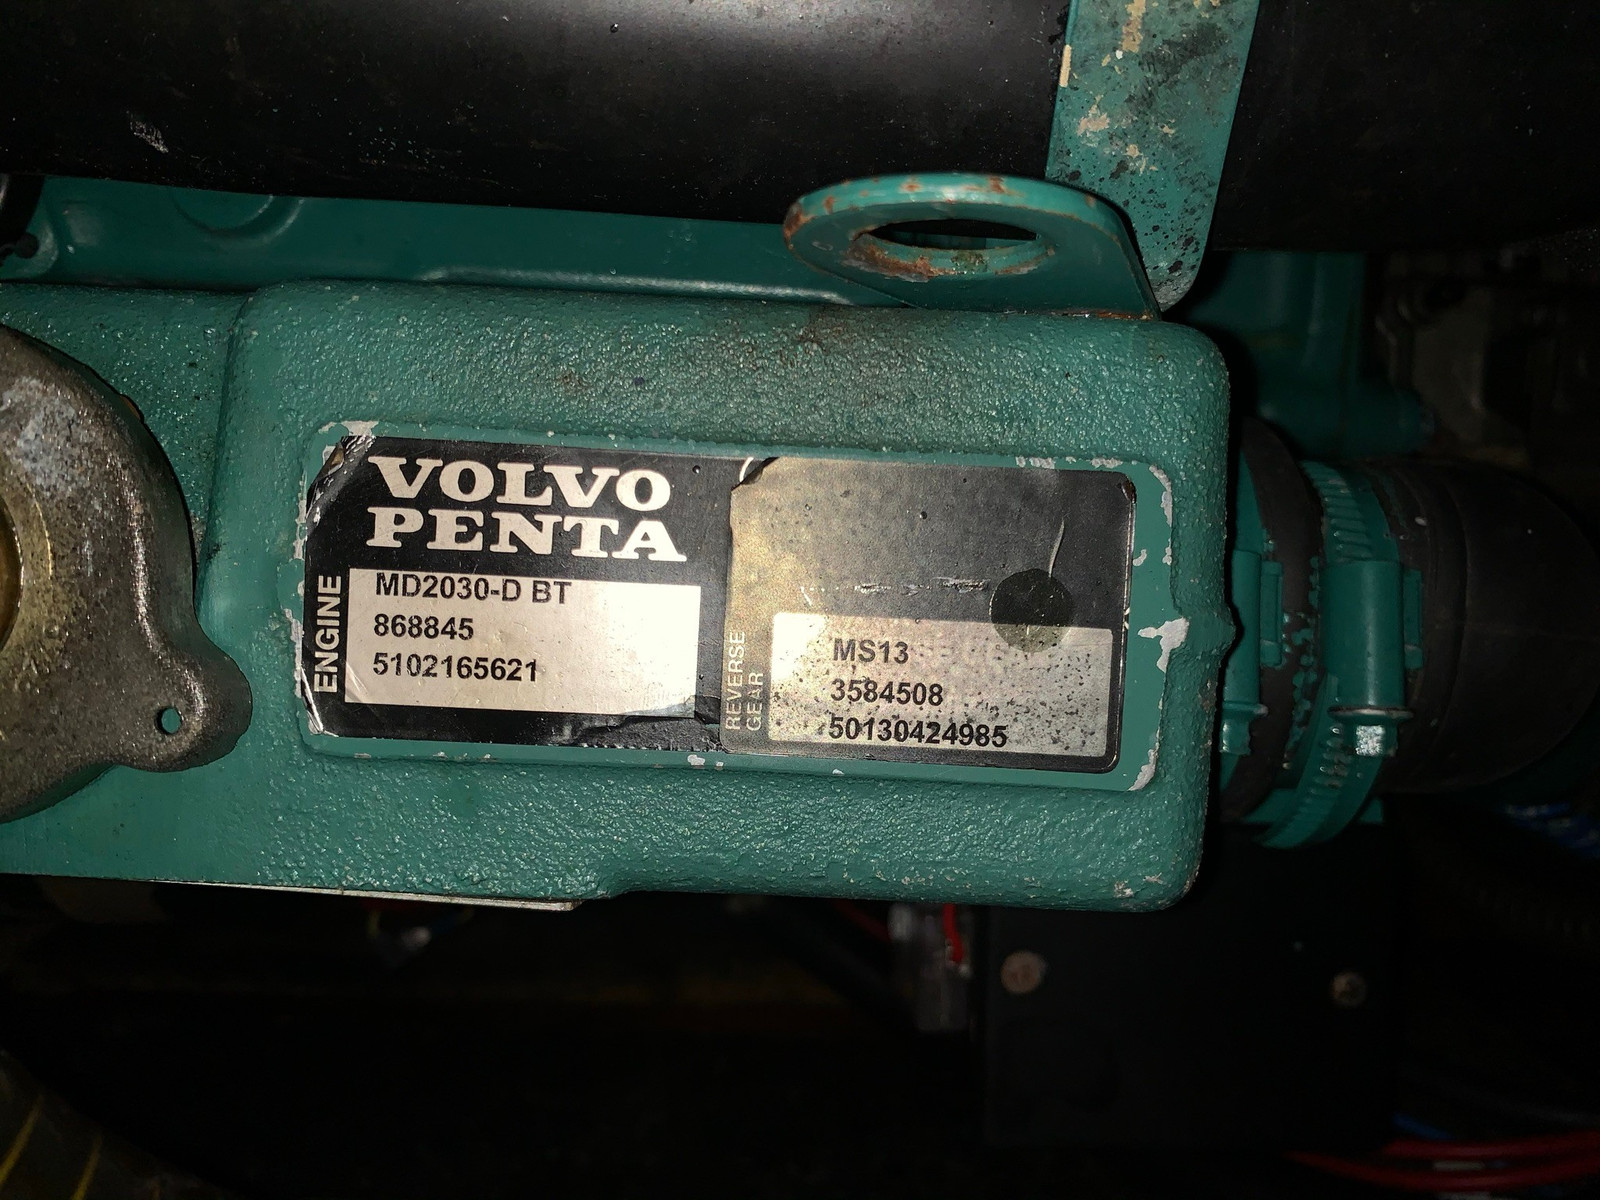 VOLVO
PENTA
ENGINE
MD2030-D BT
868845
5102165621
REVERSE
GEAR
MS13
3584508
50130424985